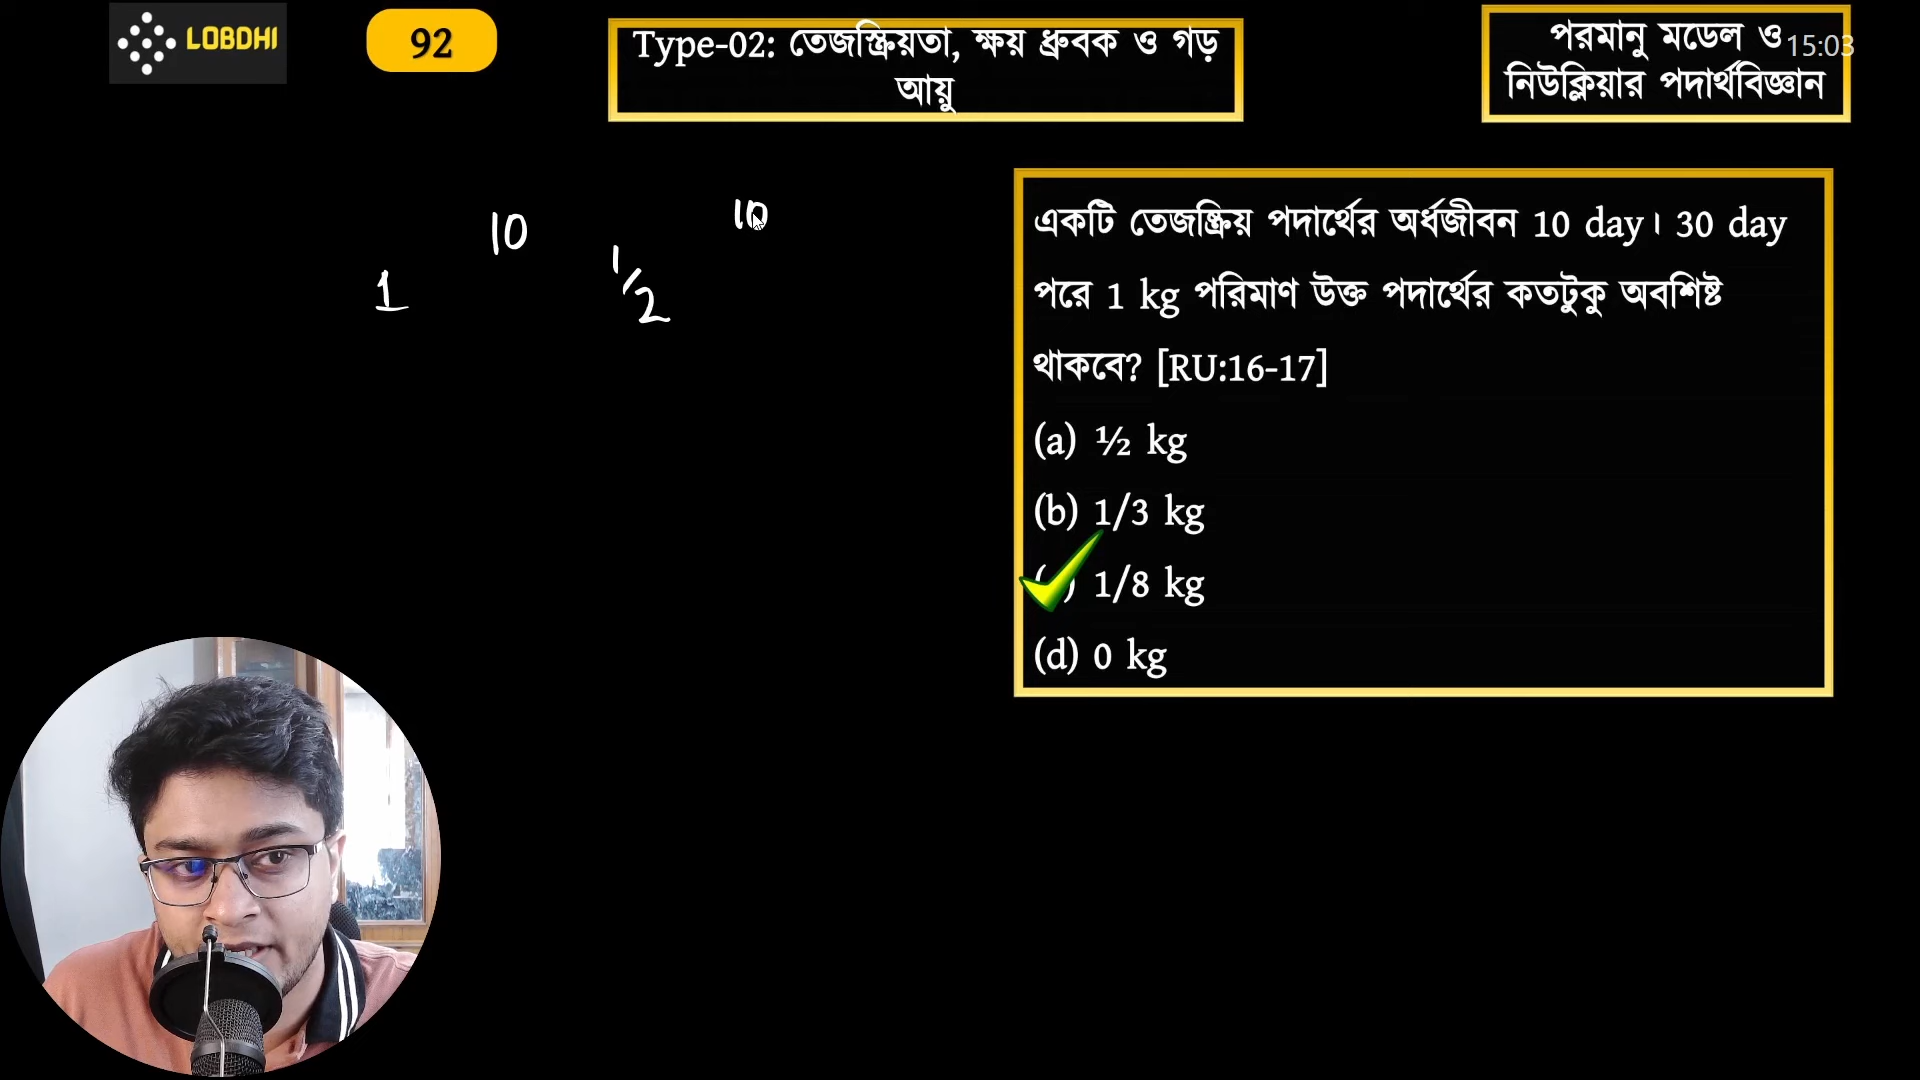 LOBDHI
92
Type-02: তেজস্ক্রিয়তা, ক্ষয় ধ্রুবক ও গড়
আয়ু
পরমানু মডেল ও
15:03
নিউক্লিয়ার পদার্থবিজ্ঞান
10
10
1
1/2
একটি তেজষ্ক্রিয় পদার্থের অর্ধজীবন 10 day। 30 day
পরে 1 kg পরিমাণ উক্ত পদার্থের কতটুকু অবশিষ্ট
থাকবে? [RU:16-17]
(a) ½ kg
(b) 1/3 kg
1/8 kg
(d) 0 kg